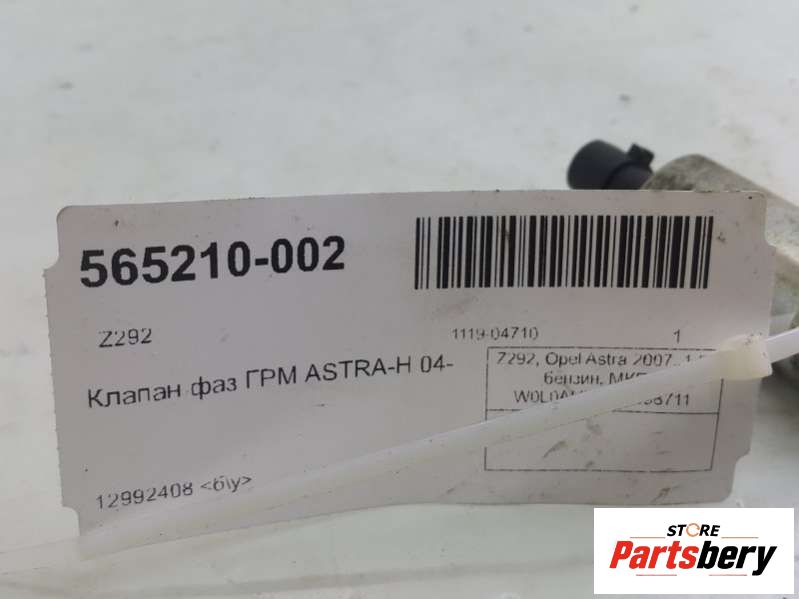 565210-002
Z292
1119-04710 1
Клапан фаз ГРМ ASTRA-H 04-
Z292, Opel Astra 2007,
бензин,
12992408 <б/у>
STORE
Partsbery